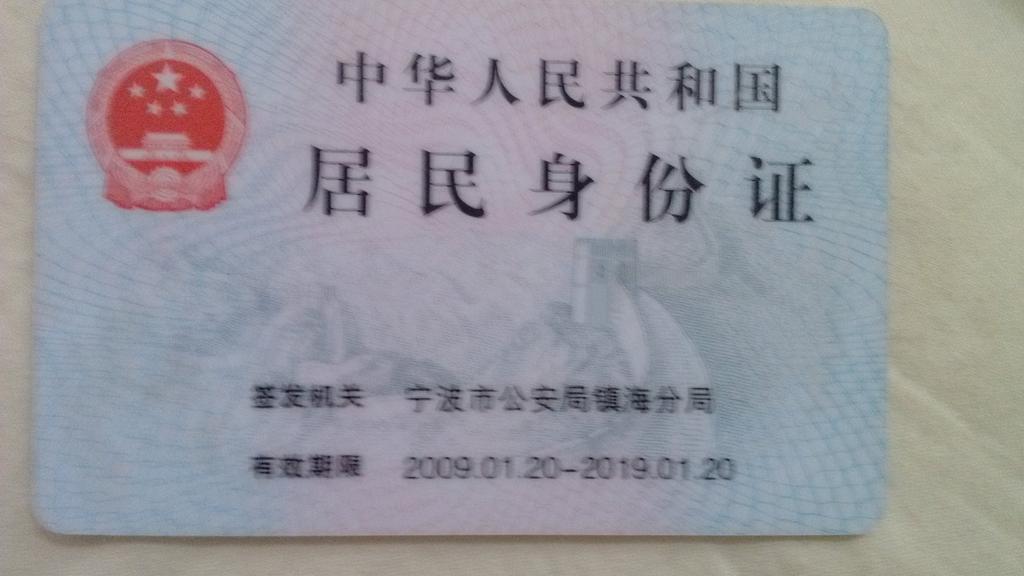 中华人民共和国
居民身份证
签发机关 宁波市公安局镇海分局
有效期限 2009.01.20-2019.01.20